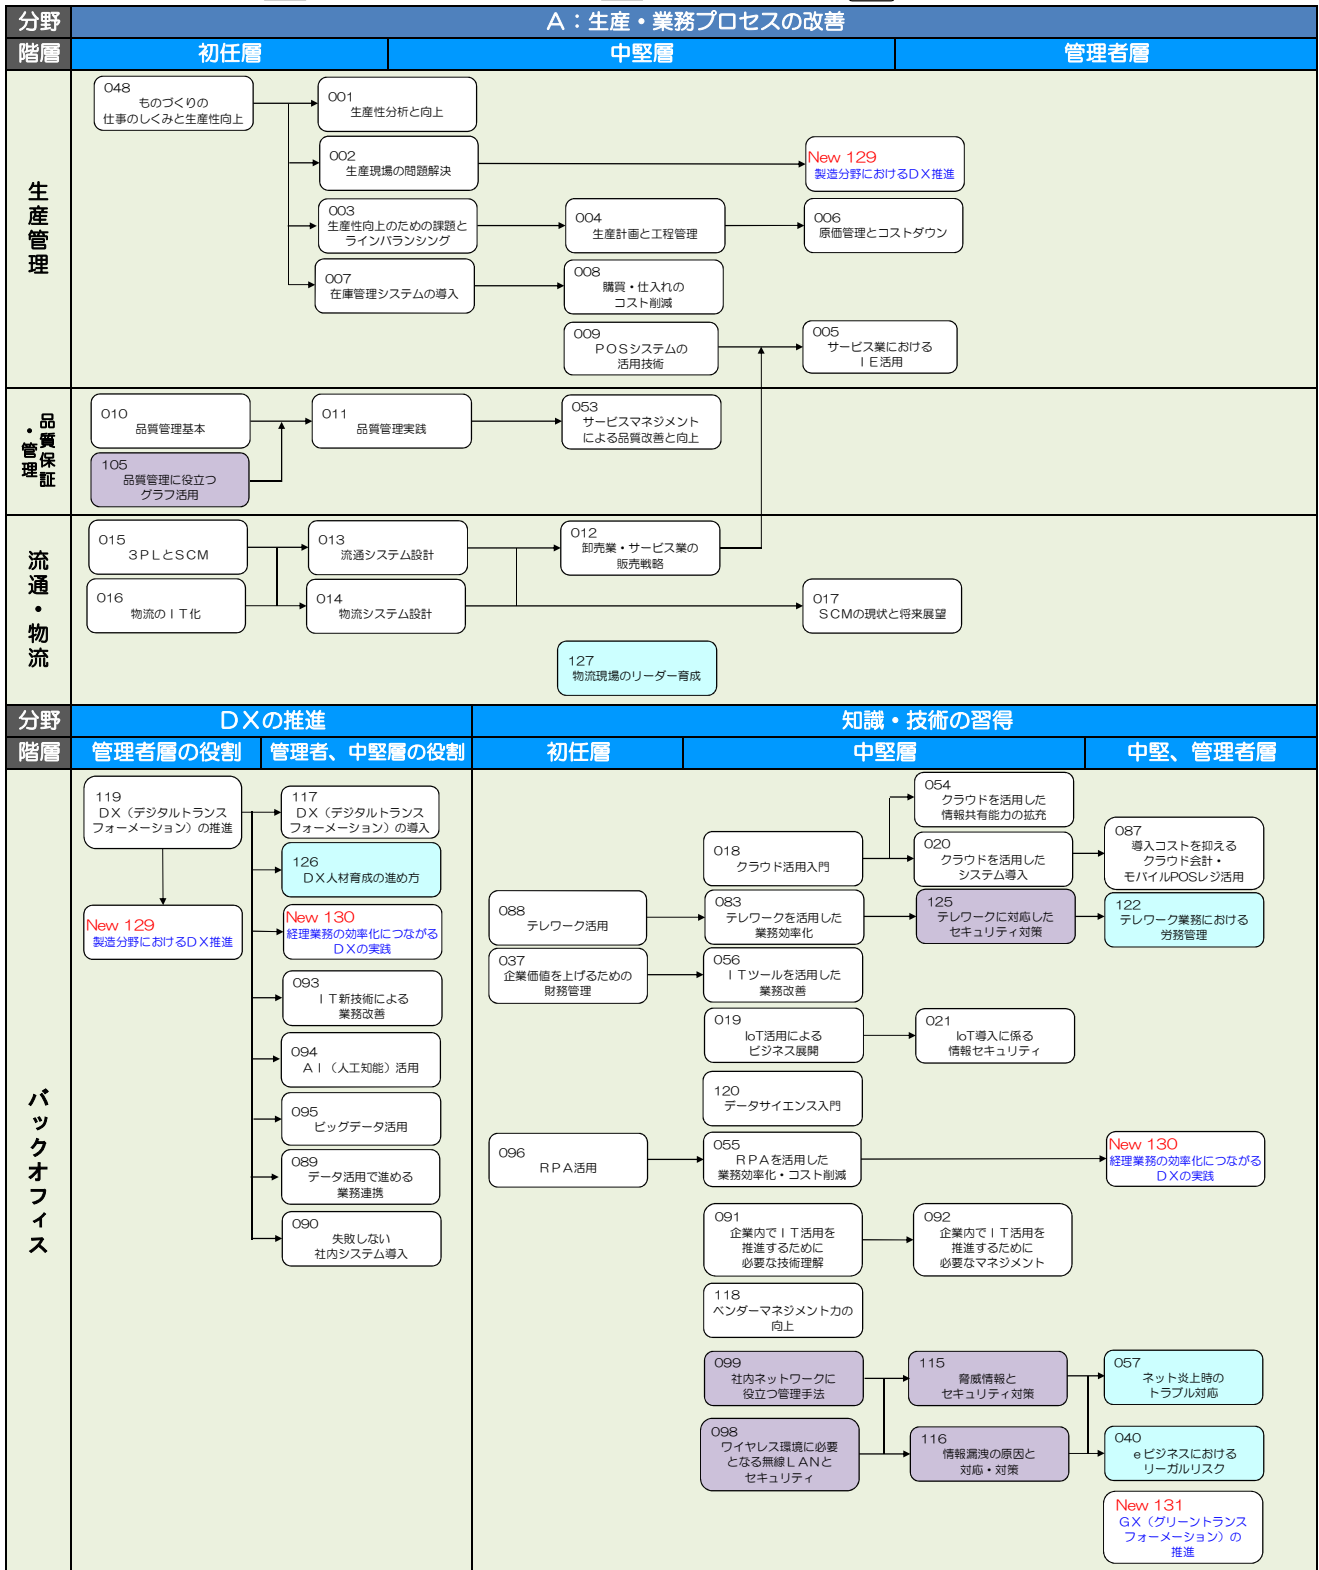 分野
A：生産・業務プロセスの改善
階層
初任層
中堅層
管理者層
生産管理
048
ものづくりの
仕事のしくみと生産性向上
001
生産性分析と向上
002
生産現場の問題解決
New 129
製造分野におけるDX推進
003
生産性向上のための課題と
ラインバランシング
004
生産計画と工程管理
006
原価管理とコストダウン
007
在庫管理システムの導入
008
購買・仕入れの
コスト削減
009
POSシステムの
活用技術
005
サービス業における
IE活用
品質保証
・管理
010
品質管理基本
011
品質管理実践
053
サービスマネジメント
による品質改善と向上
105
品質管理に役立つ
グラフ活用
流通・物流
015
3PLとSCM
013
流通システム設計
012
卸売業・サービス業の
販売戦略
016
物流のIT化
014
物流システム設計
017
SCMの現状と将来展望
127
物流現場のリーダー育成
分野
DXの推進
知識・技術の習得
階層
管理者層の役割
管理者、中堅層の役割
初任層
中堅層
中堅、管理者層
バックオフィス
119
DX（デジタルトランス
フォーメーション）の推進
117
DX（デジタルトランス
フォーメーション）の導入
126
DX人材育成の進め方
New 129
製造分野におけるDX推進
New 130
経理業務の効率化につながる
DXの実践
093
IT新技術による
業務改善
094
AI（人工知能）活用
095
ビッグデータ活用
089
データ活用で進める
業務連携
090
失敗しない
社内システム導入
054
クラウドを活用した
情報共有能力の拡充
018
クラウド活用入門
020
クラウドを活用した
システム導入
087
導入コストを抑える
クラウド会計・
モバイルPOSレジ活用
088
テレワーク活用
083
テレワークを活用した
業務効率化
125
テレワークに対応した
セキュリティ対策
122
テレワーク業務における
労務管理
037
企業価値を上げるための
財務管理
056
ITツールを活用した
業務改善
019
IoT活用による
ビジネス展開
021
IoT導入に係る
情報セキュリティ
120
データサイエンス入門
096
RPA活用
055
RPAを活用した
業務効率化・コスト削減
New 130
経理業務の効率化につながる
DXの実践
091
企業内でIT活用を
推進するために
必要な技術理解
092
企業内でIT活用を
推進するために
必要なマネジメント
118
ベンダーマネジメント力の
向上
099
社内ネットワークに
役立つ管理手法
115
脅威情報と
セキュリティ対策
057
ネット炎上時の
トラブル対応
098
ワイヤレス環境に必要
となる無線LANと
セキュリティ
116
情報漏洩の原因と
対応・対策
040
eビジネスにおける
リーガルリスク
New 131
GX（グリーントランス
フォーメーション）の
推進